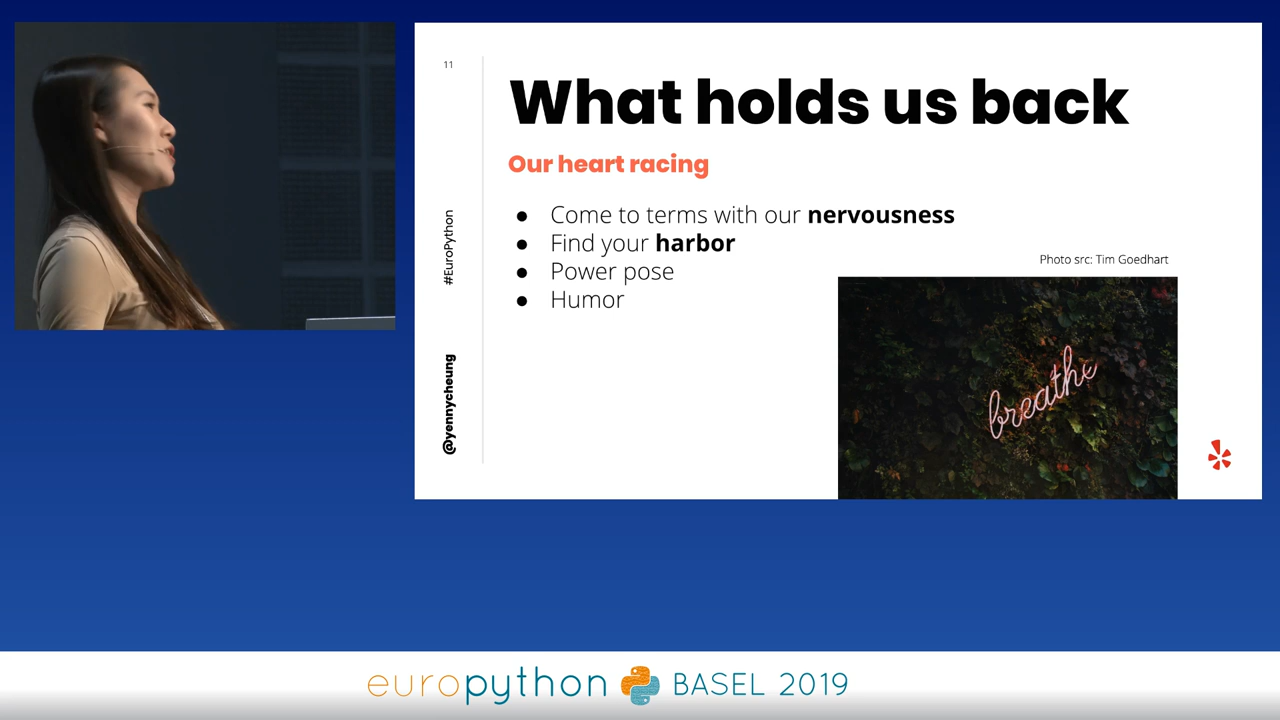 11
What holds us back
Our heart racing
● Come to terms with our nervousness
● Find your harbor
● Power pose
● Humor
Photo src: Tim Goedhart
breathe
#EuroPython
@yennycheung
europython BASEL 2019